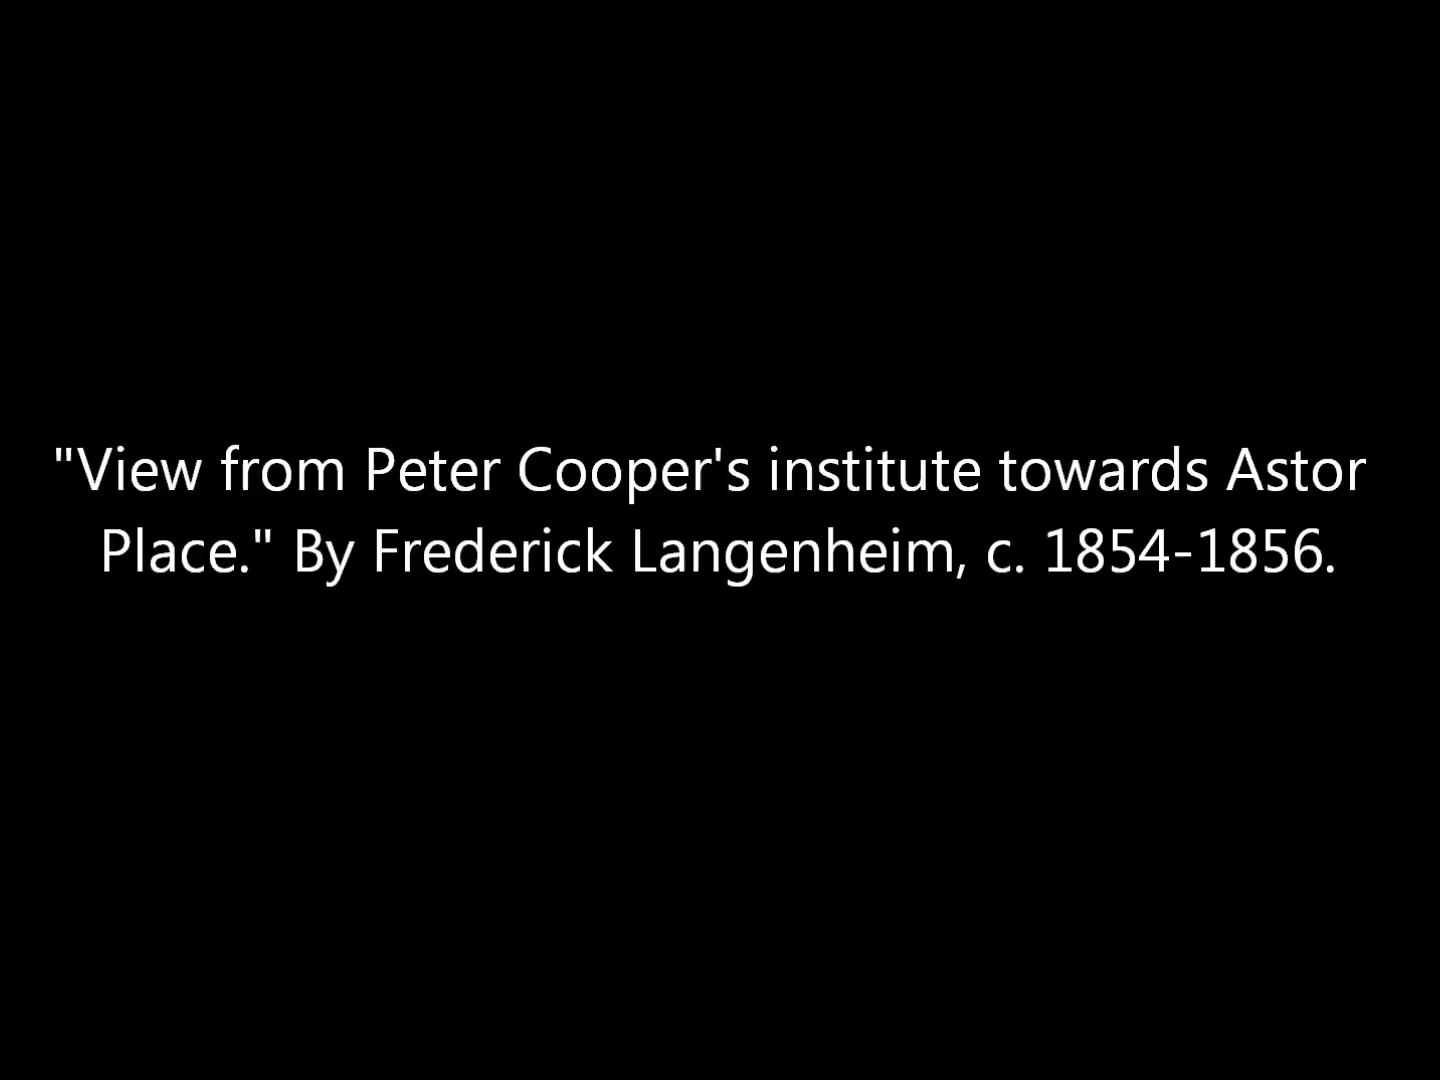 "View from Peter Cooper's institute towards Astor
Place." By Frederick Langenheim, c. 1854-1856.